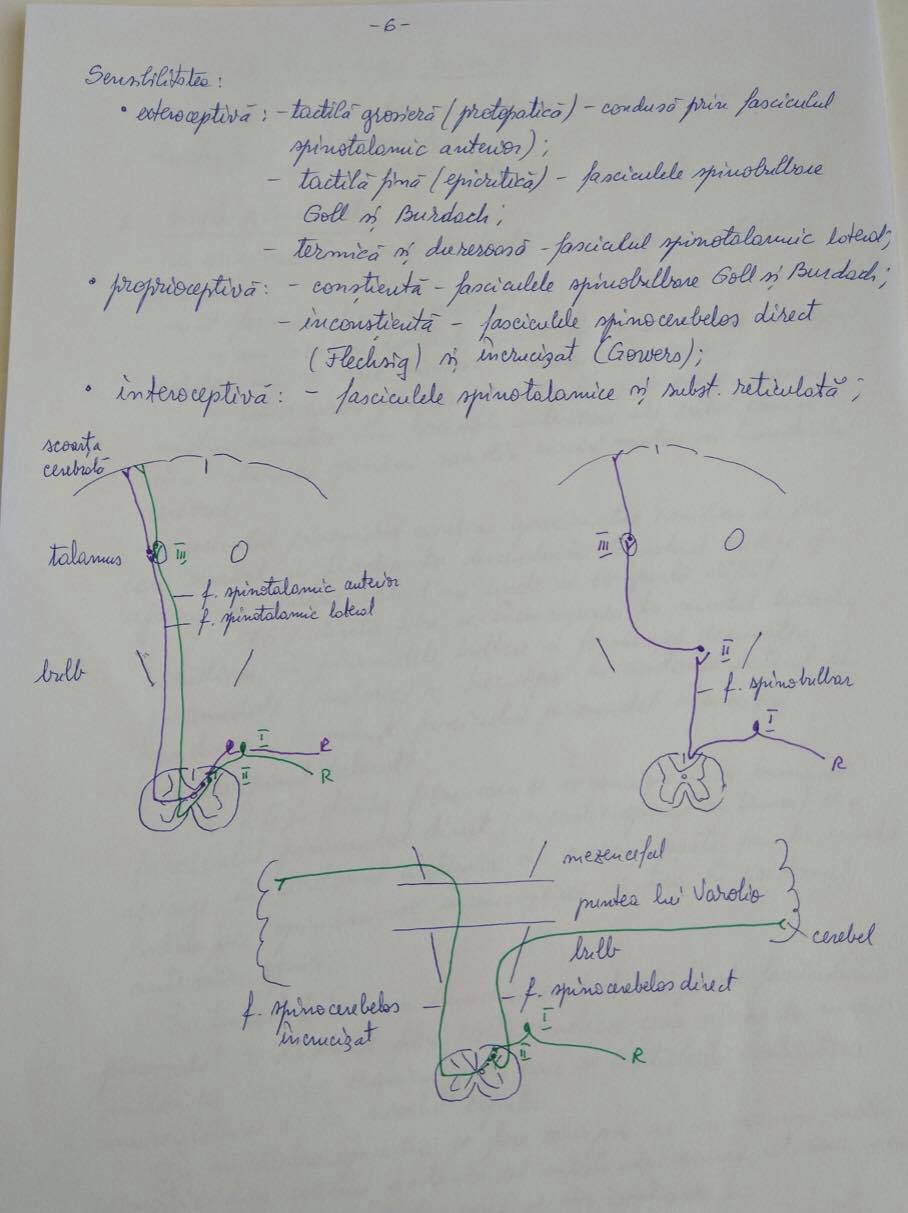 -6-
Sensibilitatea:
• exteroceptivă: - tactilă grosieră (protopatică) - condusă prin fasciculul
spinotalamic anterior);
- tactilă fină (epicritică) - fasciculele spinobulbare
Goll și Burdach;
- termică și dureroasă - fasciculul spinotalamic lateral;
• proprioceptivă: - conștientă - fasciculele spinobulbare Goll și Burdach;
- inconștientă - fasciculele spinocerebelos direct
(Flechsig) și încrucizat (Gowers);
• interoceptivă: - fasciculele spinotalamice și subst. reticulată;
scoarța
cerebrală
talamus III
III
f. spinotalamic anterior
f. spinotalamic lateral
bulb
II
f. spinobulbar
I R
II R
I
R
mezencefal
puntea lui Varolio
bulb
cerebel
f. spinocerebelos direct
f. spinocerebelos
încrucizat
I
II
R